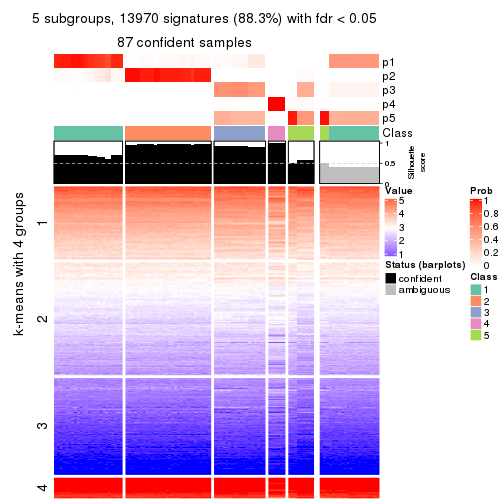 5 subgroups, 13970 signatures (88.3%) with fdr < 0.05
87 confident samples
p1
p2
p3
p4
p5
Class
1
0.5
0
Silhouette
score
k-means with 4 groups
1
2
3
4
Value
5
4
3
2
1
Status (barplots)
confident
ambiguous
Prob
1
0.8
0.6
0.4
0.2
0
Class
1
2
3
4
5